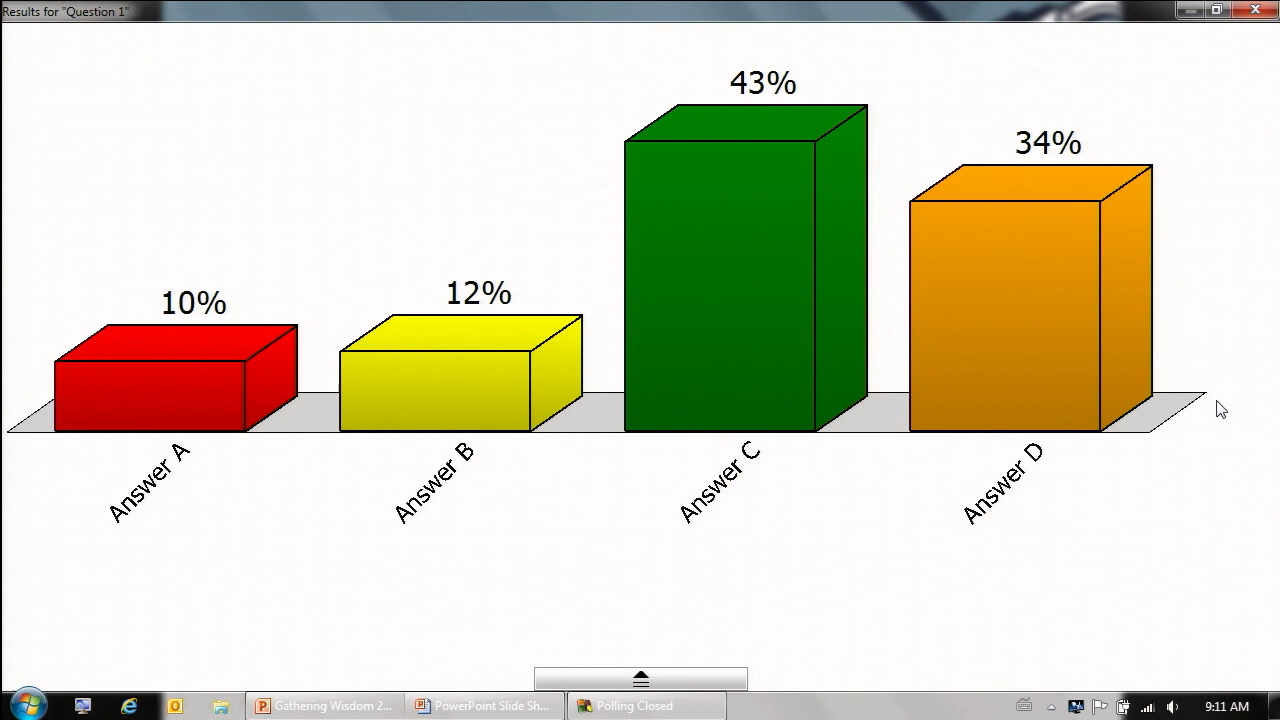 Results for "Question 1"
43%
34%
12%
10%
Answer A
Answer B
Answer C
Answer D
Gathering Wisdom 2...
PowerPoint Slide Sh...
Polling Closed
9:11 AM